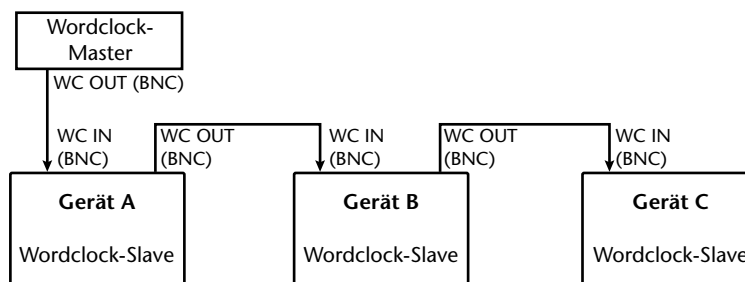 Wordclock-
Master
WC OUT (BNC)
WC IN
(BNC)
WC OUT
(BNC)
WC IN
(BNC)
WC OUT
(BNC)
WC IN
(BNC)
Gerät A
Wordclock-Slave
Gerät B
Wordclock-Slave
Gerät C
Wordclock-Slave